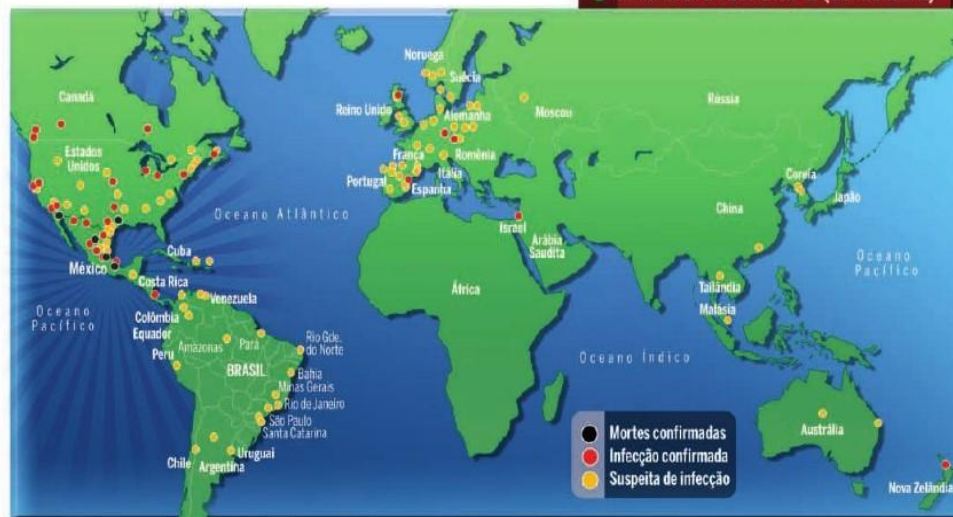 Noruega
Suécia
Canadá
Rússia
Moscou
Reino Unido
Alemanha
Estados
Unidos
França
Romênia
Itália
Portugal
Espanha
Coreia
Japão
China
Oceano Atlântico
Israel
Arábia
Saudita
Cuba
México
Costa Rica
Oceano
Pacífico
Tailândia
África
Venezuela
Oceano
Pacífico
Colômbia
Malásia
Equador
Rio Gde.
do Norte
Amazonas
Pará
Peru
Oceano Índico
BRASIL
Bahia
Minas Gerais
Rio de Janeiro
São Paulo
Santa Catarina
Austrália
Uruguai
Chile
Argentina
Mortes confirmadas
Infecção confirmada
Suspeita de infecção
Nova Zelândia